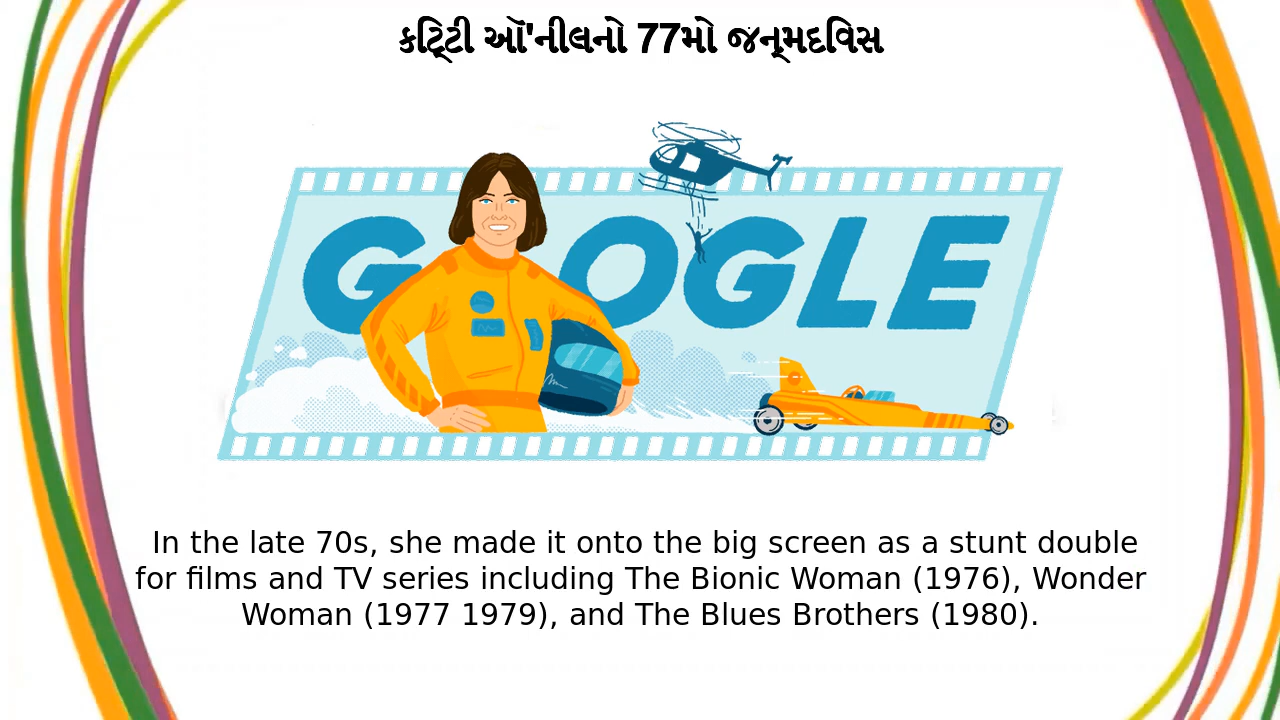 કિટ્ટી ઓ'નીલનો 77મો જન્મદિવસ
GOOGLE
In the late 70s, she made it onto the big screen as a stunt double
for films and TV series including The Bionic Woman (1976), Wonder
Woman (1977 1979), and The Blues Brothers (1980).